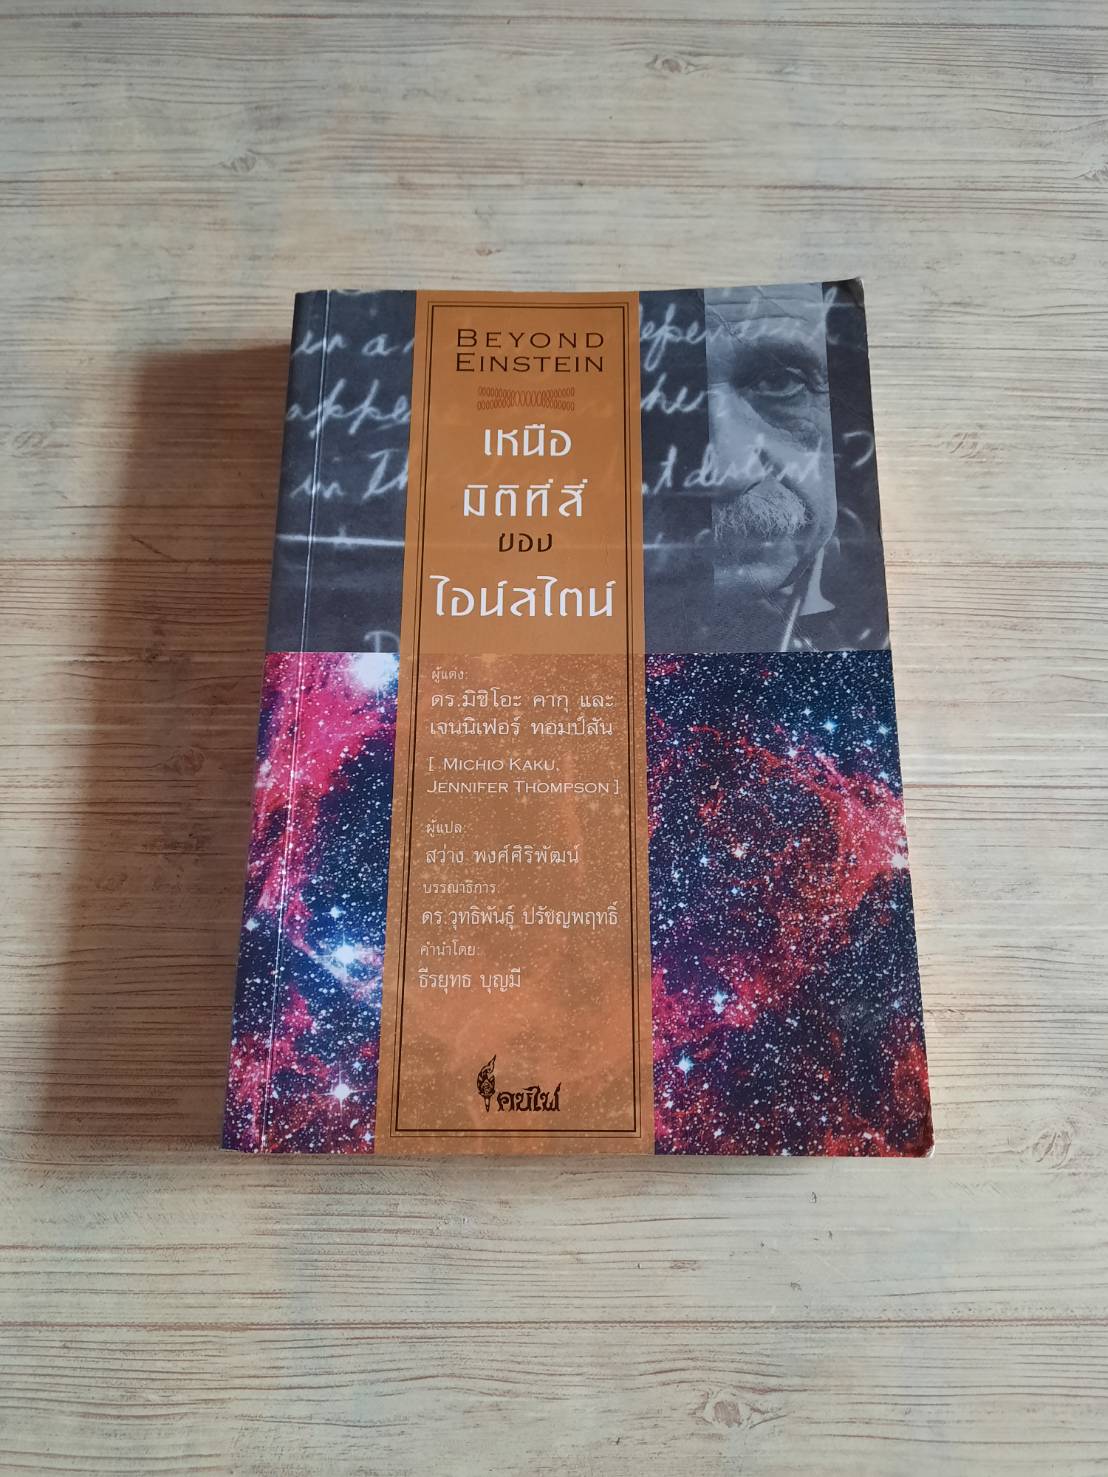 BEYOND
EINSTEIN
เหนือ
มิติที่สี่
ของ
ไอน์สไตน์
ผู้แต่ง:
ดร.มิชิโอะ คากุ และ
เจนนิเฟอร์ ทอมป์สัน
[ MICHIO KAKU,
JENNIFER THOMPSON ]
ผู้แปล:
สว่าง พงศ์ศิริพัฒน์
บรรณาธิการ:
ดร.วุทธิพันธุ์ ปรัชญพฤทธิ์
คำนำโดย:
ธีรยุทธ บุญมี
คบไฟ